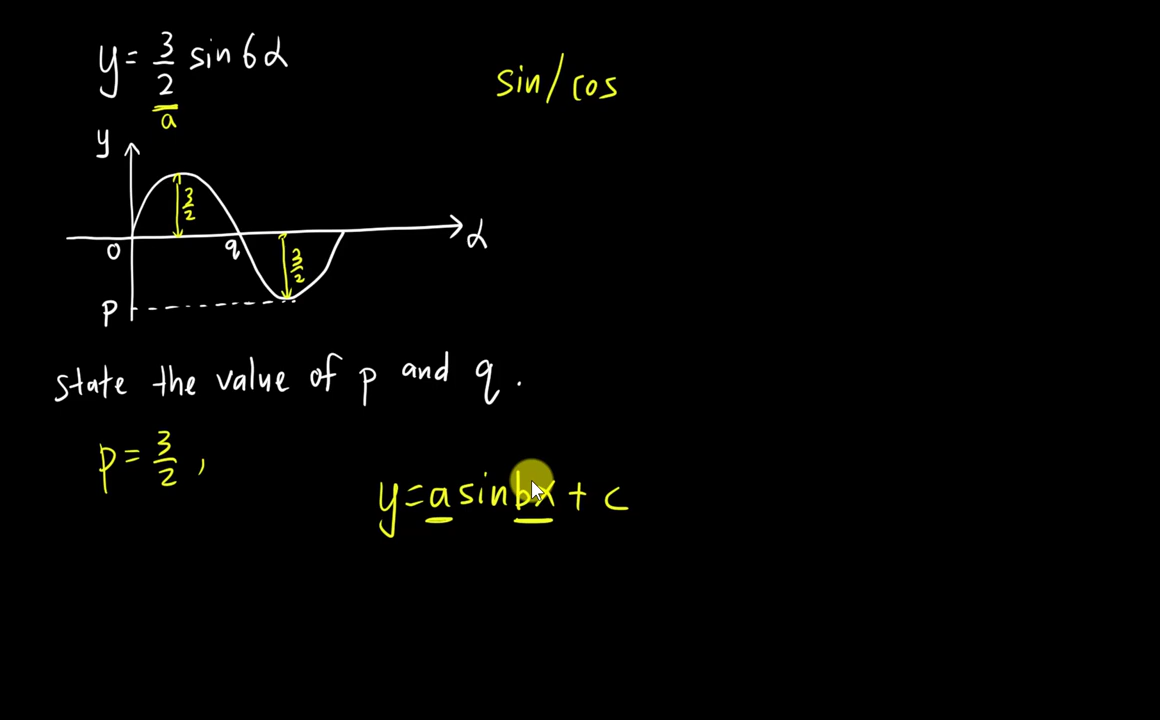 y = 3/2 sin 6α
a
sin/cos
y
3/2
0
q
α
3/2
p
state the value of p and q.
p = 3/2 ,
y = a sin bx + c